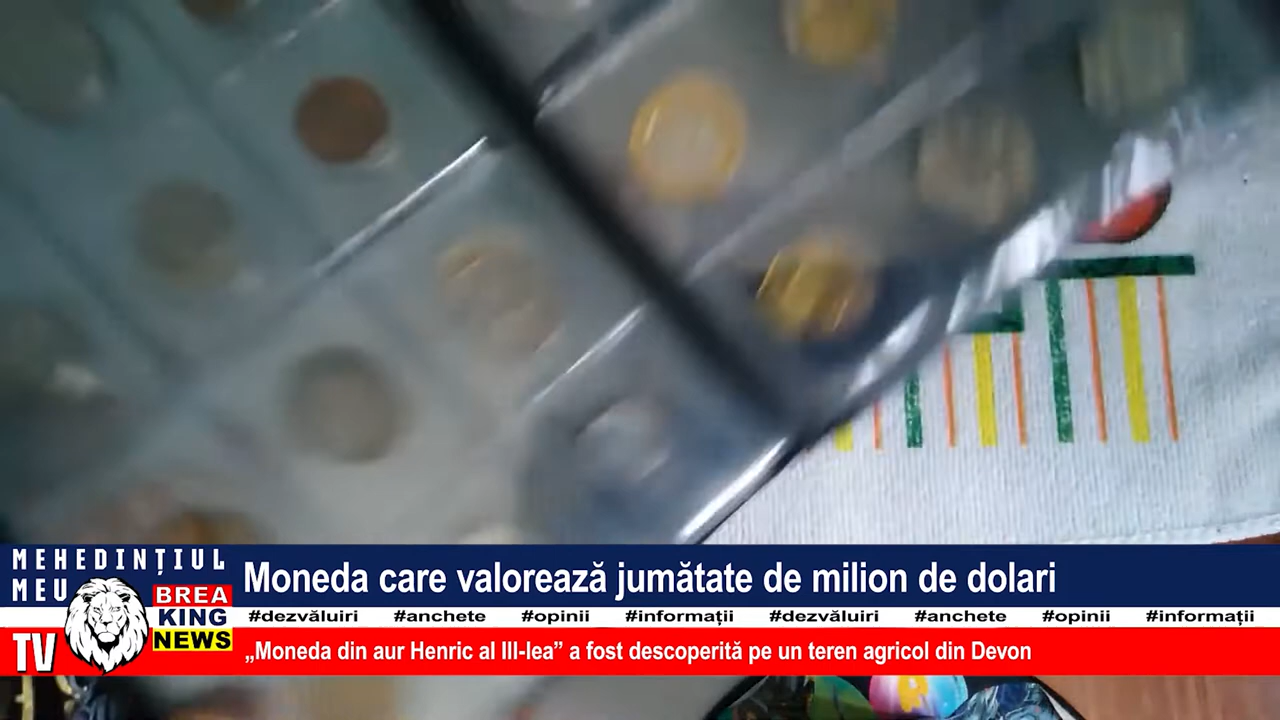 MEHEDINȚIUL
MEU
TV
BREA
KING
NEWS
Moneda care valorează jumătate de milion de dolari
#dezvăluiri #anchete #opinii #informații #dezvăluiri #anchete #opinii #informații
„Moneda din aur Henric al III-lea” a fost descoperită pe un teren agricol din Devon